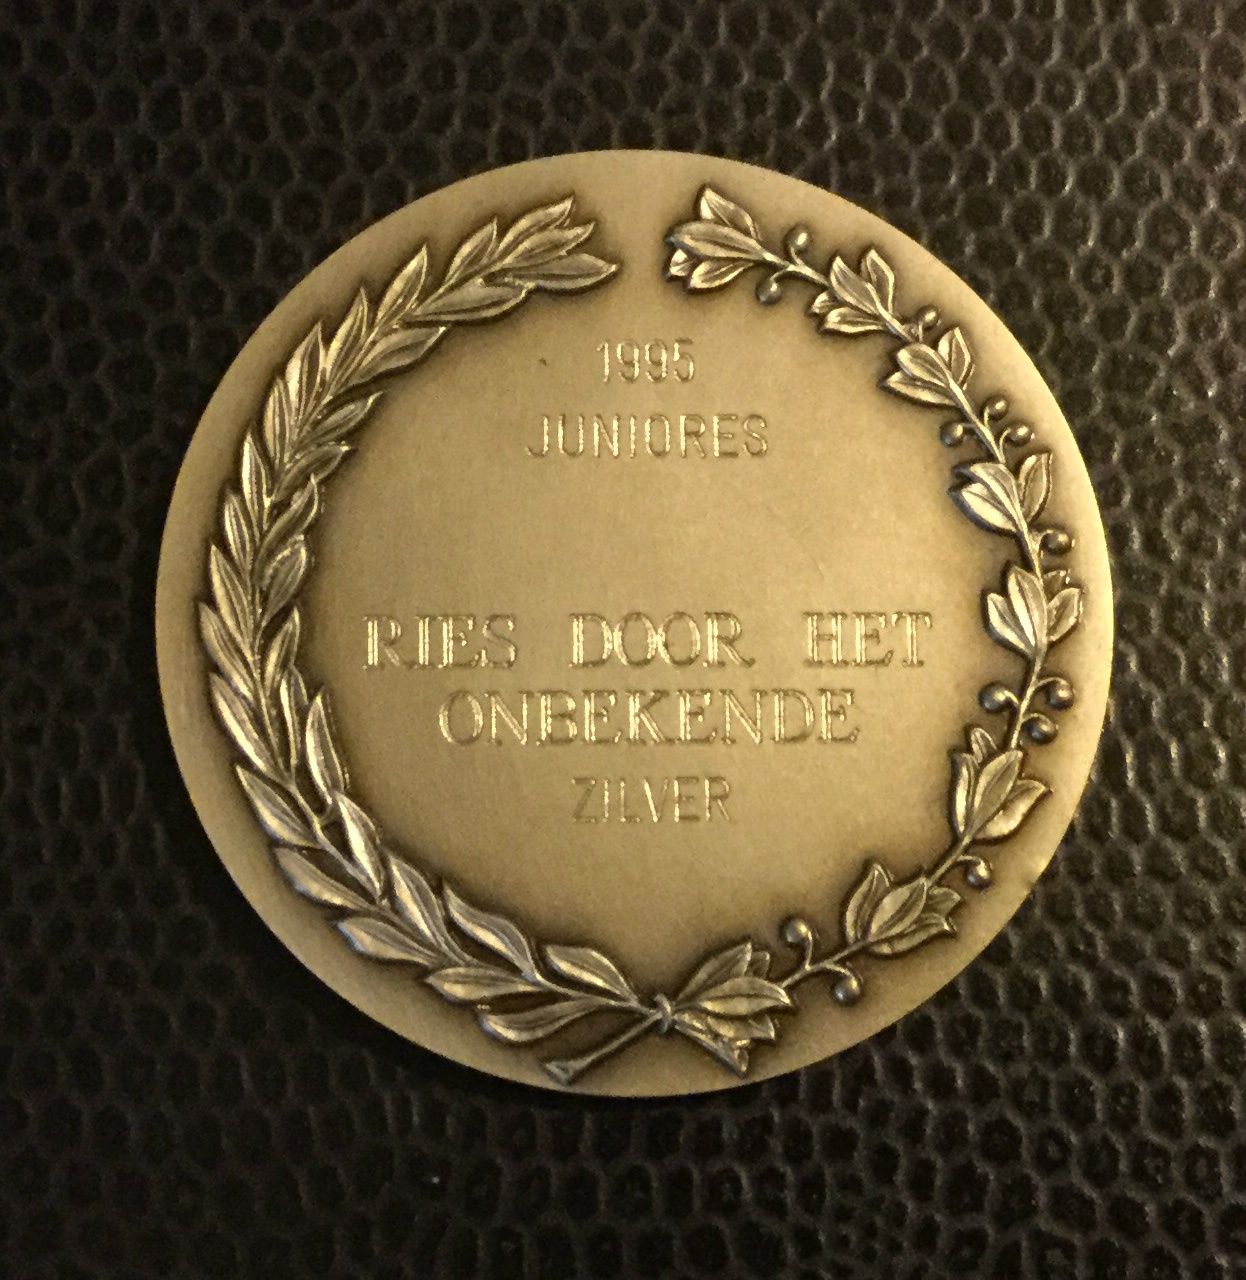 1995
JUNIORES
RIES DOOR HET
ONBEKENDE
ZILVER